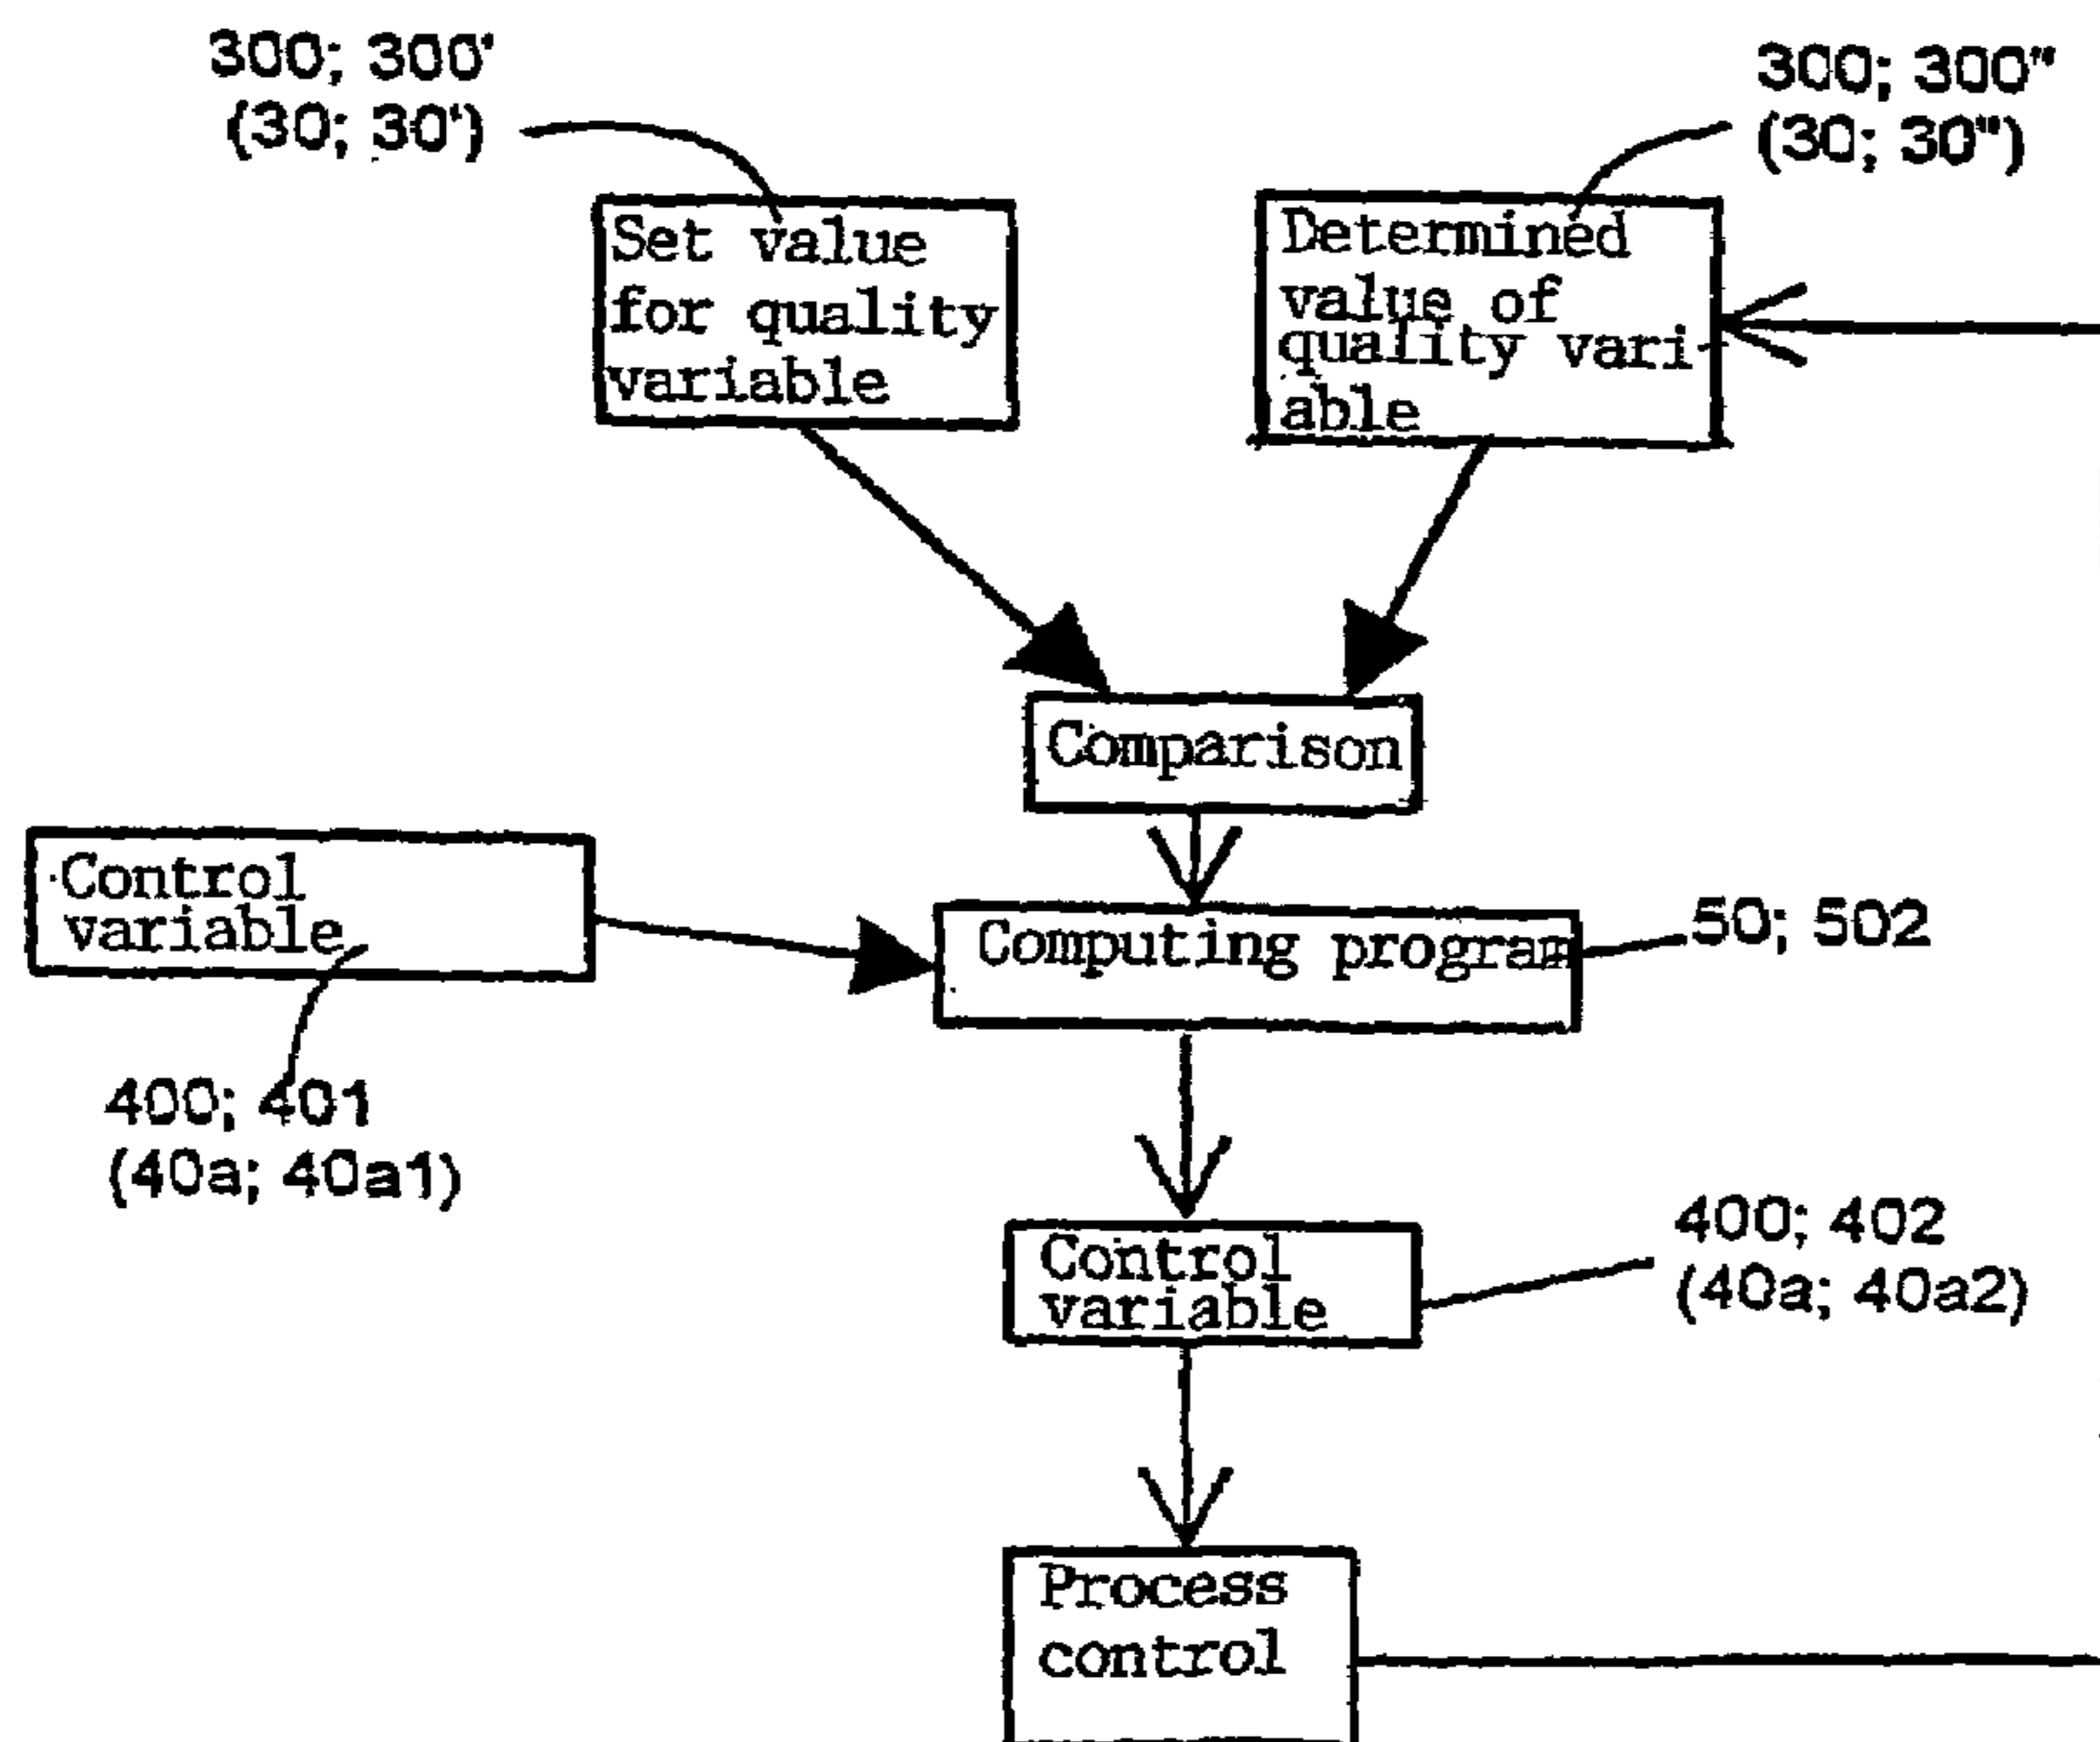 300; 300'
(30; 30')
300; 300"
(30; 30")
Set value
for quality
variable
Determined
value of
quality vari-
able
Comparison
Control
variable
Computing program
50; 502
400; 401
(40a; 40a1)
Control
variable
400; 402
(40a; 40a2)
Process
control